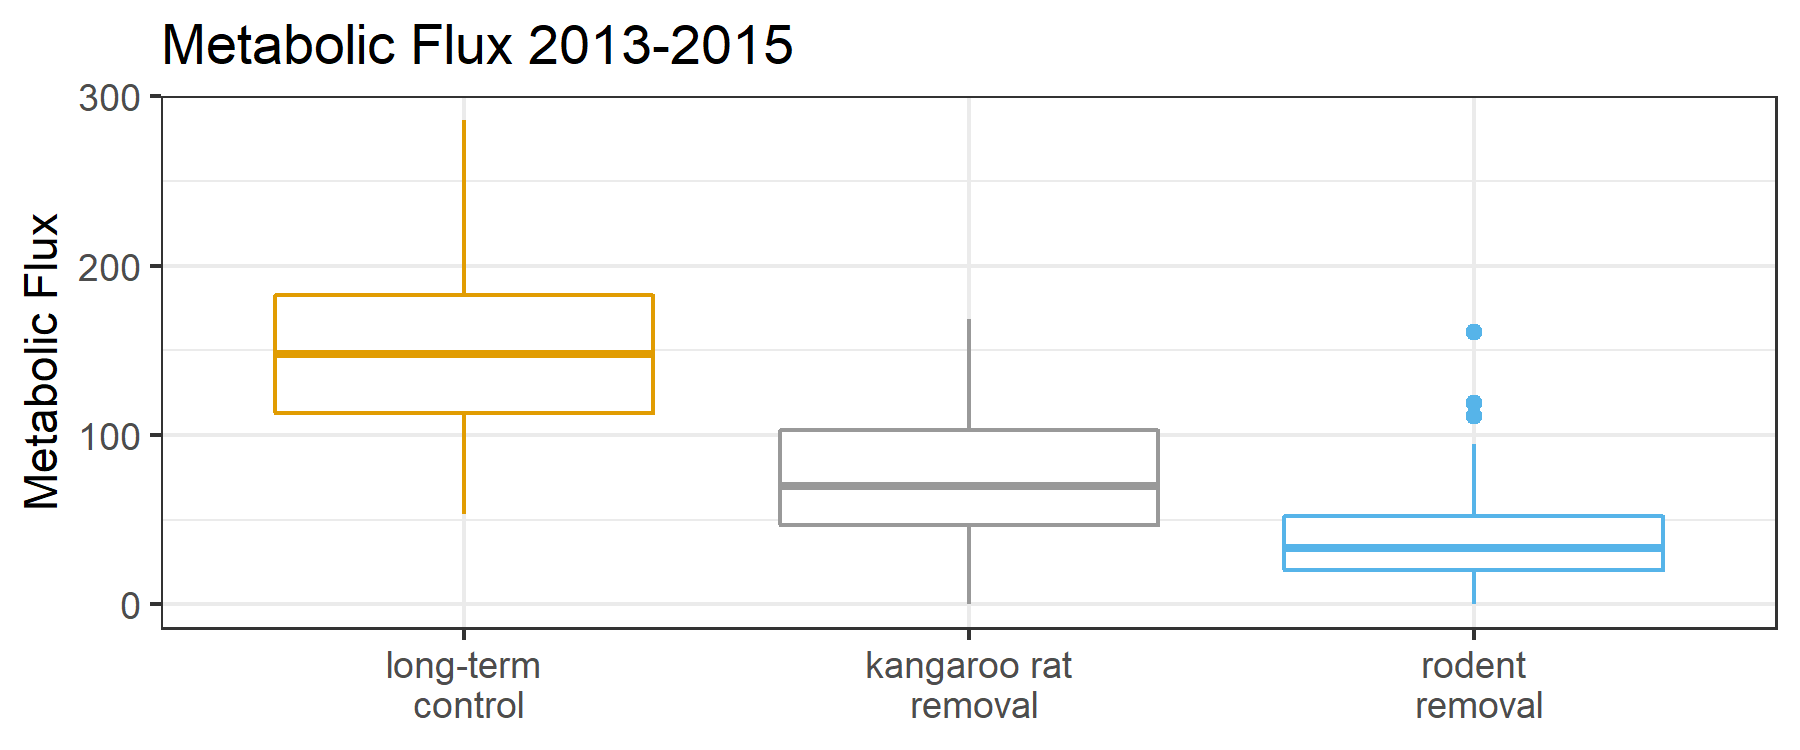 Metabolic Flux 2013-2015
Metabolic Flux
300
200
100
0
long-term
control
kangaroo rat
removal
rodent
removal